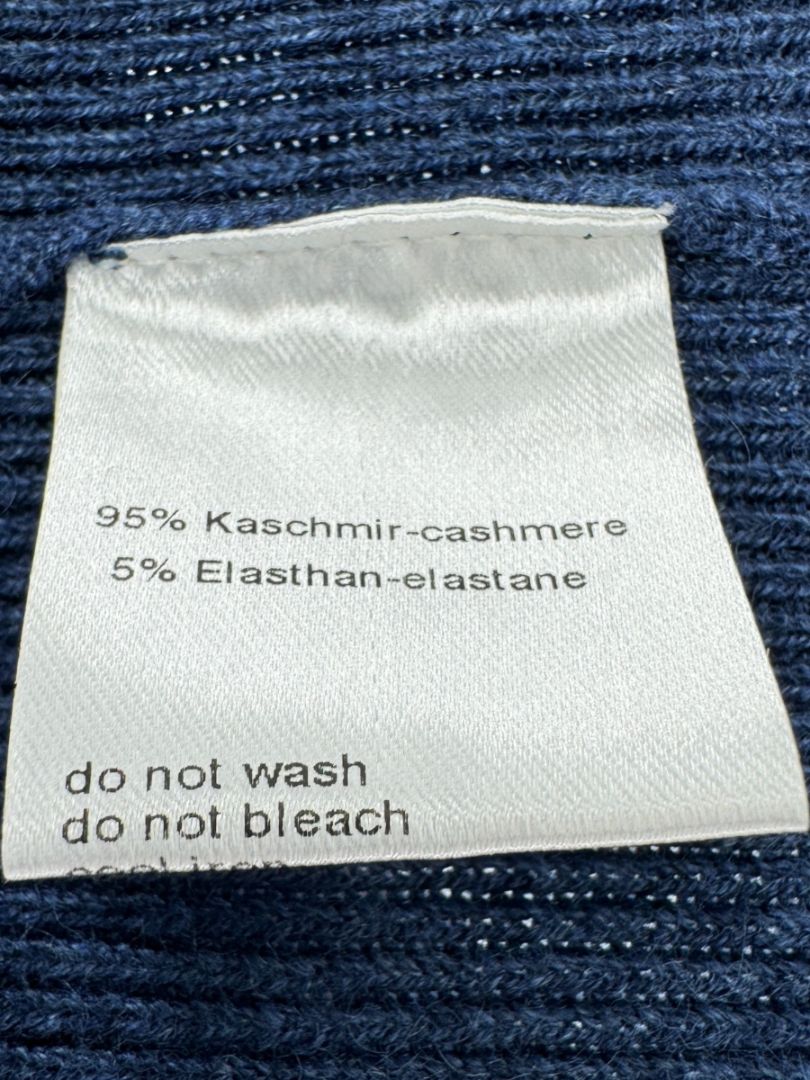 95% Kaschmir-cashmere
5% Elasthan-elastane
do not wash
do not bleach